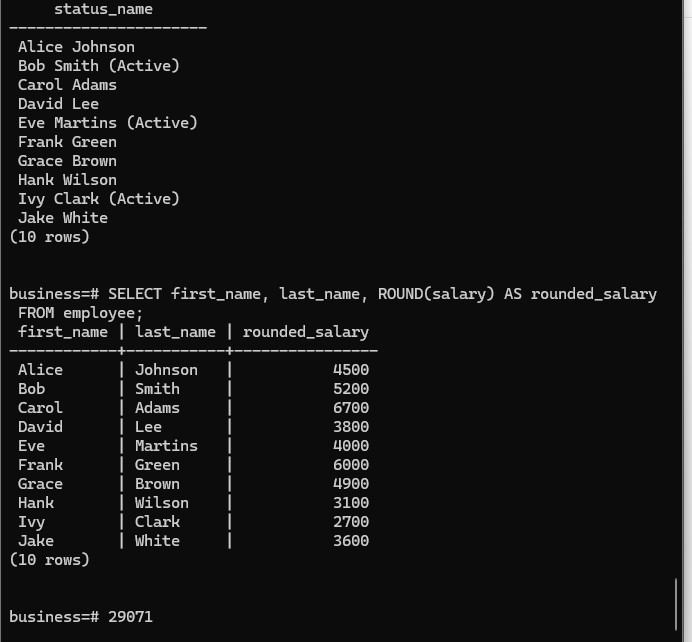 status_name
----------------------
Alice Johnson
Bob Smith (Active)
Carol Adams
David Lee
Eve Martins (Active)
Frank Green
Grace Brown
Hank Wilson
Ivy Clark (Active)
Jake White
(10 rows)
business=# SELECT first_name, last_name, ROUND(salary) AS rounded_salary
FROM employee;
first_name | last_name | rounded_salary
------------+-----------+----------------
Alice | Johnson | 4500
Bob | Smith | 5200
Carol | Adams | 6700
David | Lee | 3800
Eve | Martins | 4000
Frank | Green | 6000
Grace | Brown | 4900
Hank | Wilson | 3100
Ivy | Clark | 2700
Jake | White | 3600
(10 rows)
business=# 29071